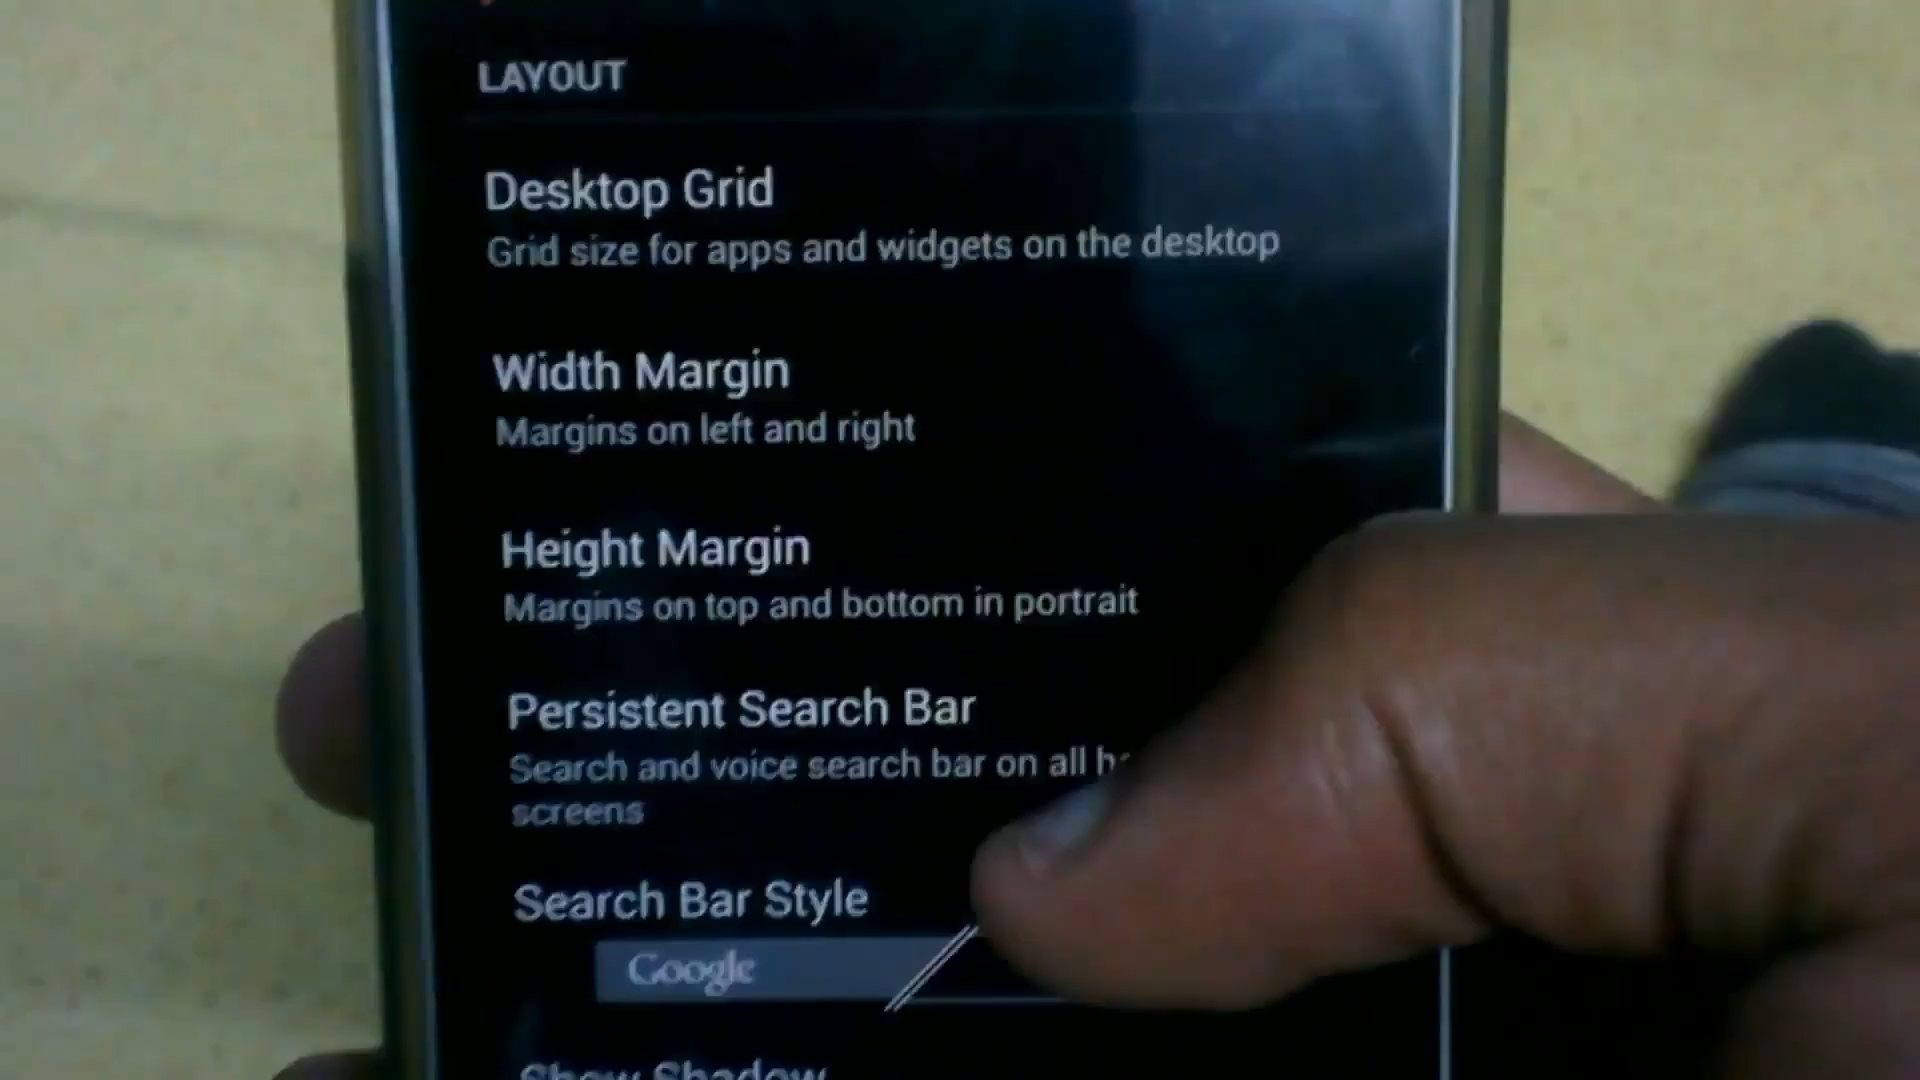 LAYOUT
Desktop Grid
Grid size for apps and widgets on the desktop
Width Margin
Margins on left and right
Height Margin
Margins on top and bottom in portrait
Persistent Search Bar
Search and voice search bar on all
screens
Search Bar Style
Google
Show Shadow